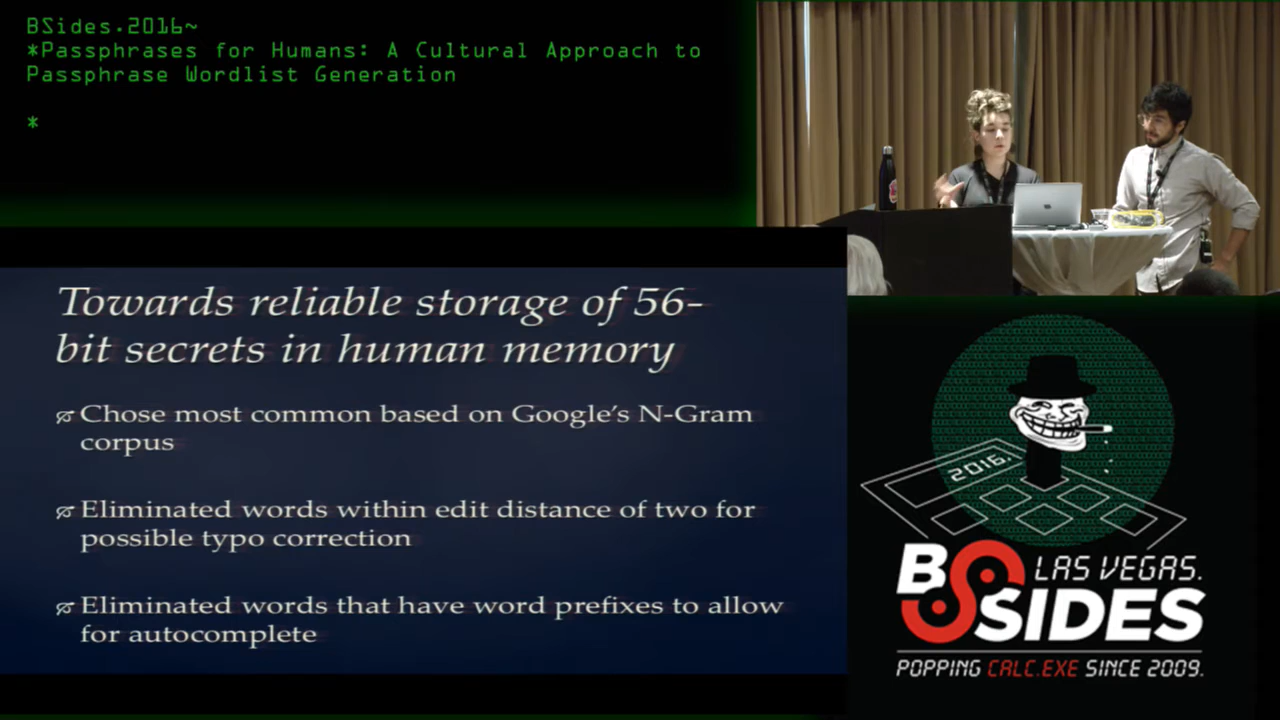 BSides.2016~
*Passphrases for Humans: A Cultural Approach to
Passphrase Wordlist Generation
*
Towards reliable storage of 56-
bit secrets in human memory
Chose most common based on Google's N-Gram
corpus
Eliminated words within edit distance of two for
possible typo correction
Eliminated words that have word prefixes to allow
for autocomplete
2016.
BSIDES
LAS VEGAS.
POPPING CALC.EXE SINCE 2009.